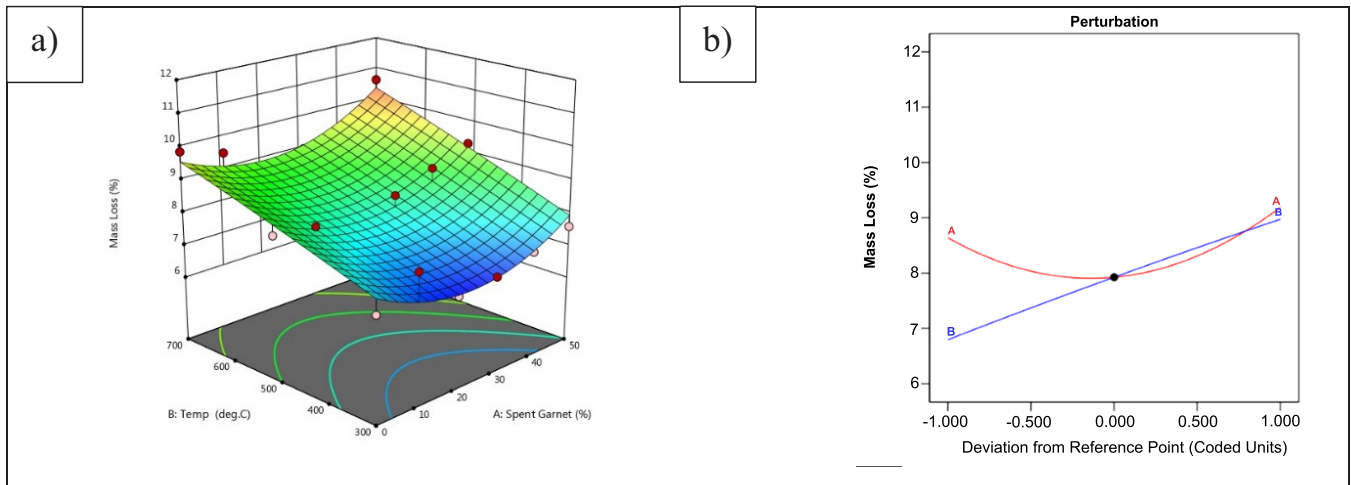 a)
12
11
10
9
8
7
6
Mass Loss (%)
700
600
500
400
300
B: Temp (deg.C)
0
10
20
30
40
50
A: Spent Garnet (%)
b)
Perturbation
12
11
10
9
8
7
6
Mass Loss (%)
A
B
A
B
-1.000
-0.500
0.000
0.500
1.000
Deviation from Reference Point (Coded Units)